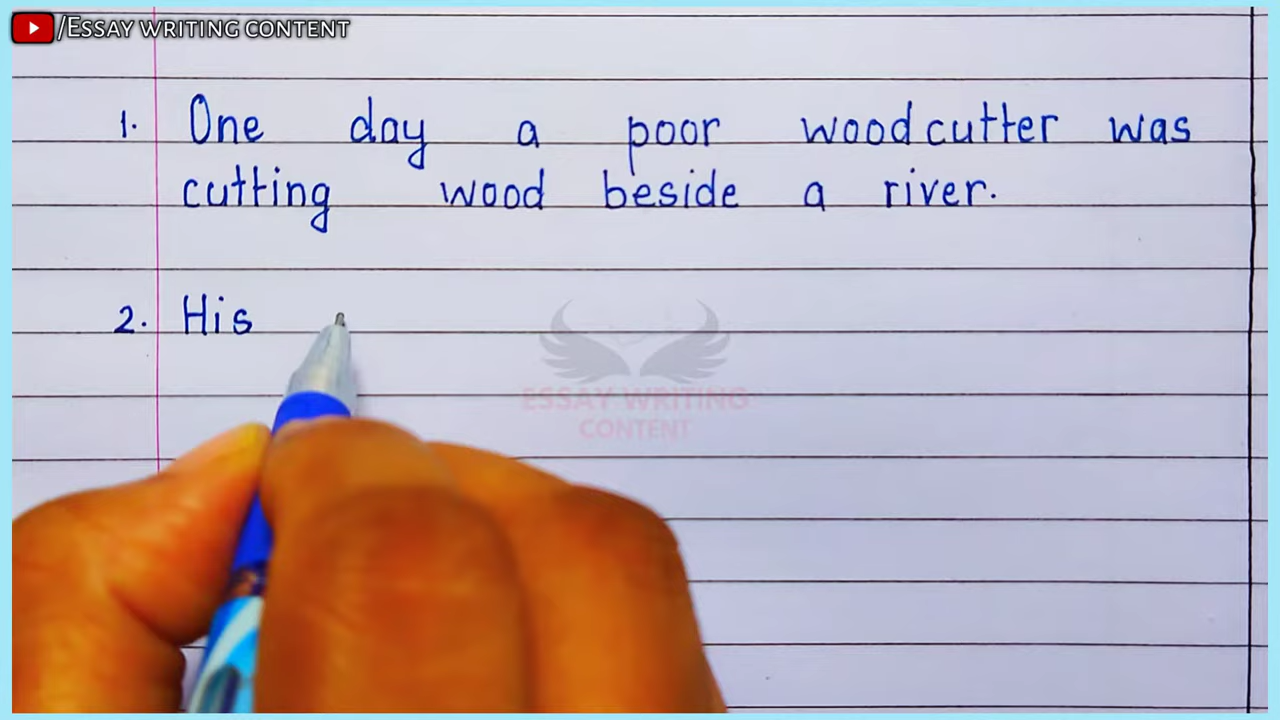 /ESSAY WRITING CONTENT
1. One day a poor woodcutter was
cutting wood beside a river.
2. His
ESSAY WRITING
CONTENT